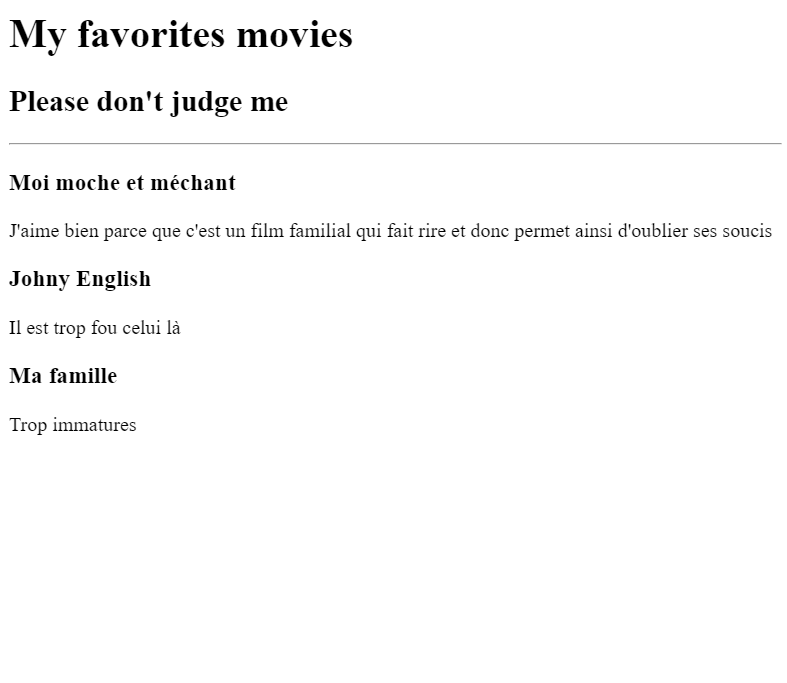 My favorites movies
Please don't judge me
Moi moche et méchant
J'aime bien parce que c'est un film familial qui fait rire et donc permet ainsi d'oublier ses soucis
Johny English
Il est trop fou celui là
Ma famille
Trop immatures